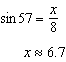 sin 57 = x/8
x ≈ 6.7